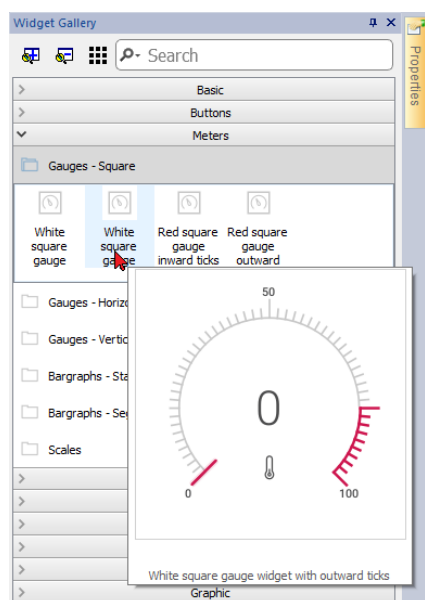 Widget Gallery
Properties
Search
Basic
Buttons
Meters
Gauges - Square
White square gauge
White square gauge
Red square gauge inward ticks
Red square gauge outward
Gauges - Horizo
Gauges - Vertic
Bargraphs - Sta
Bargraphs - Se
Scales
50
0
0
100
White square gauge widget with outward ticks
Graphic